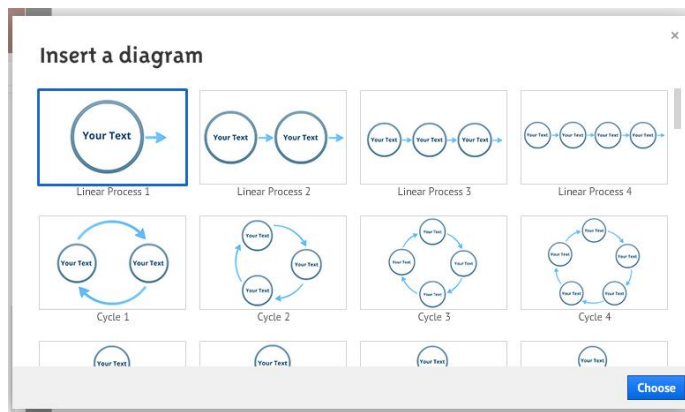 ×
Insert a diagram
Your Text
Your Text Your Text
Your Text Your Text Your Text
Your Text Your Text Your Text Your Text
Linear Process 1
Linear Process 2
Linear Process 3
Linear Process 4
Your Text Your Text
Your Text Your Text Your Text
Your Text Your Text Your Text Your Text
Your Text Your Text Your Text Your Text Your Text
Cycle 1
Cycle 2
Cycle 3
Cycle 4
Your Text
Your Text
Your Text
Your Text
Choose